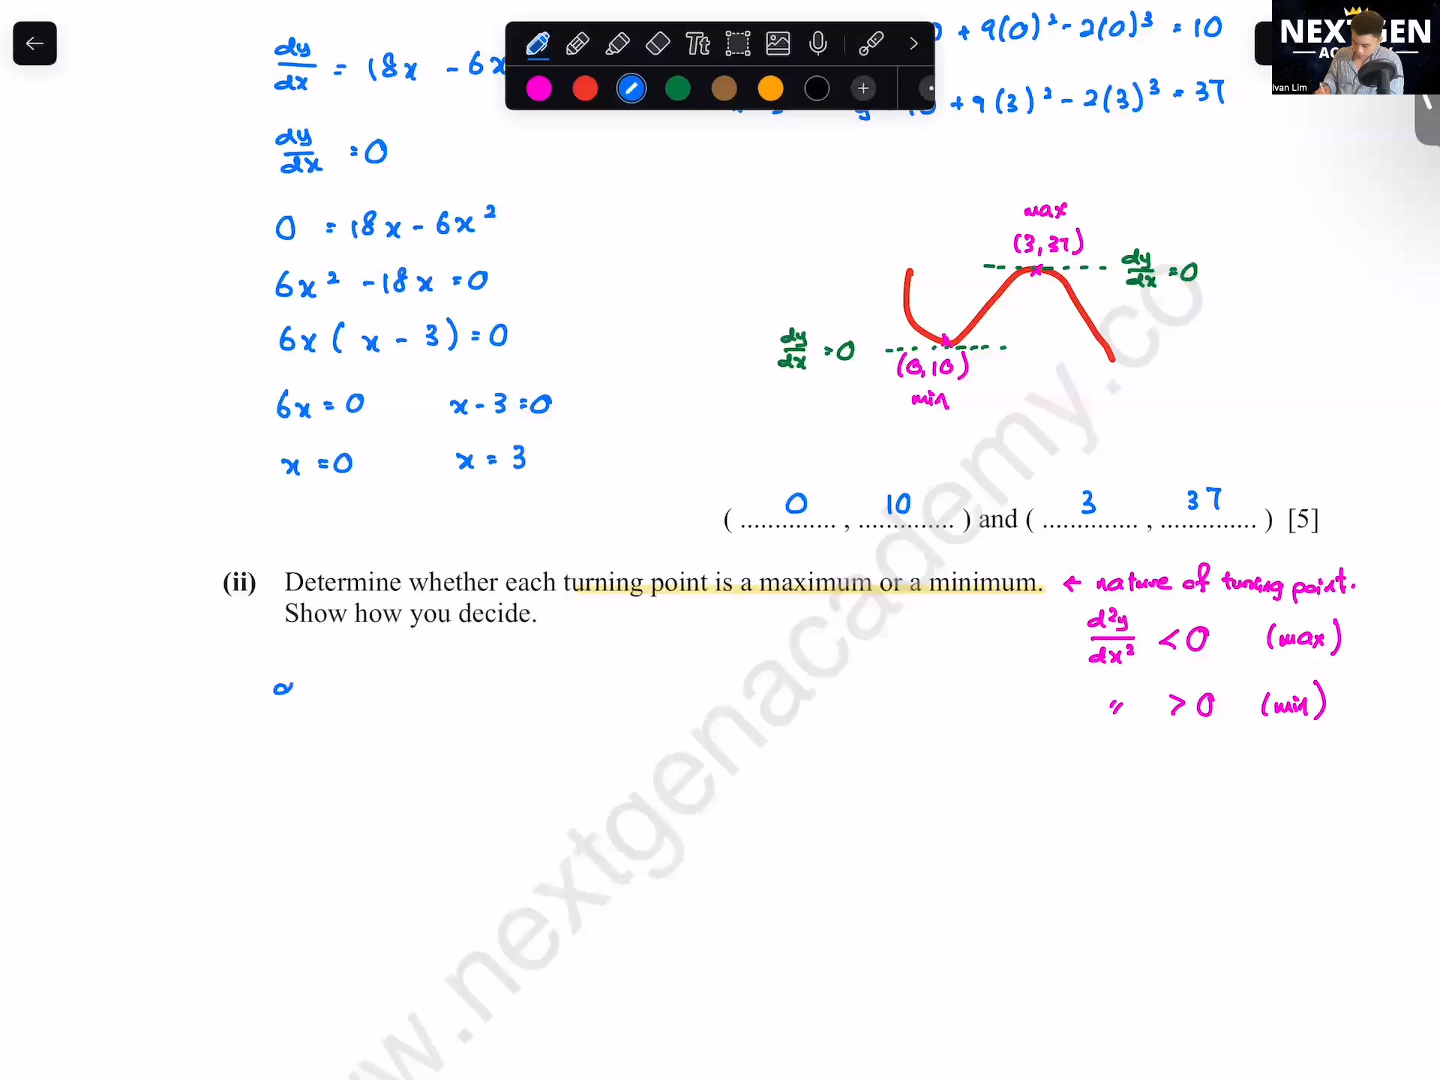 NEXTGEN
Ivan Lim
dy/dx = 18x - 6x
+ 9(0)² - 2(0)³ = 10
+ 9(3)² - 2(3)³ = 37
Tt
dy/dx = 0
0 = 18x - 6x²
6x² - 18x = 0
6x ( x - 3 ) = 0
6x = 0 x - 3 = 0
x = 0 x = 3
max
(3,37)
dy/dx = 0
dy/dx = 0
(0,10)
min
( 0 , 10 ) and ( 3 , 37 ) [5]
(ii) Determine whether each turning point is a maximum or a minimum. ← nature of turning point.
Show how you decide.
d²y/dx² < 0 (max)
〃 > 0 (min)
www.nextgenacademy.co